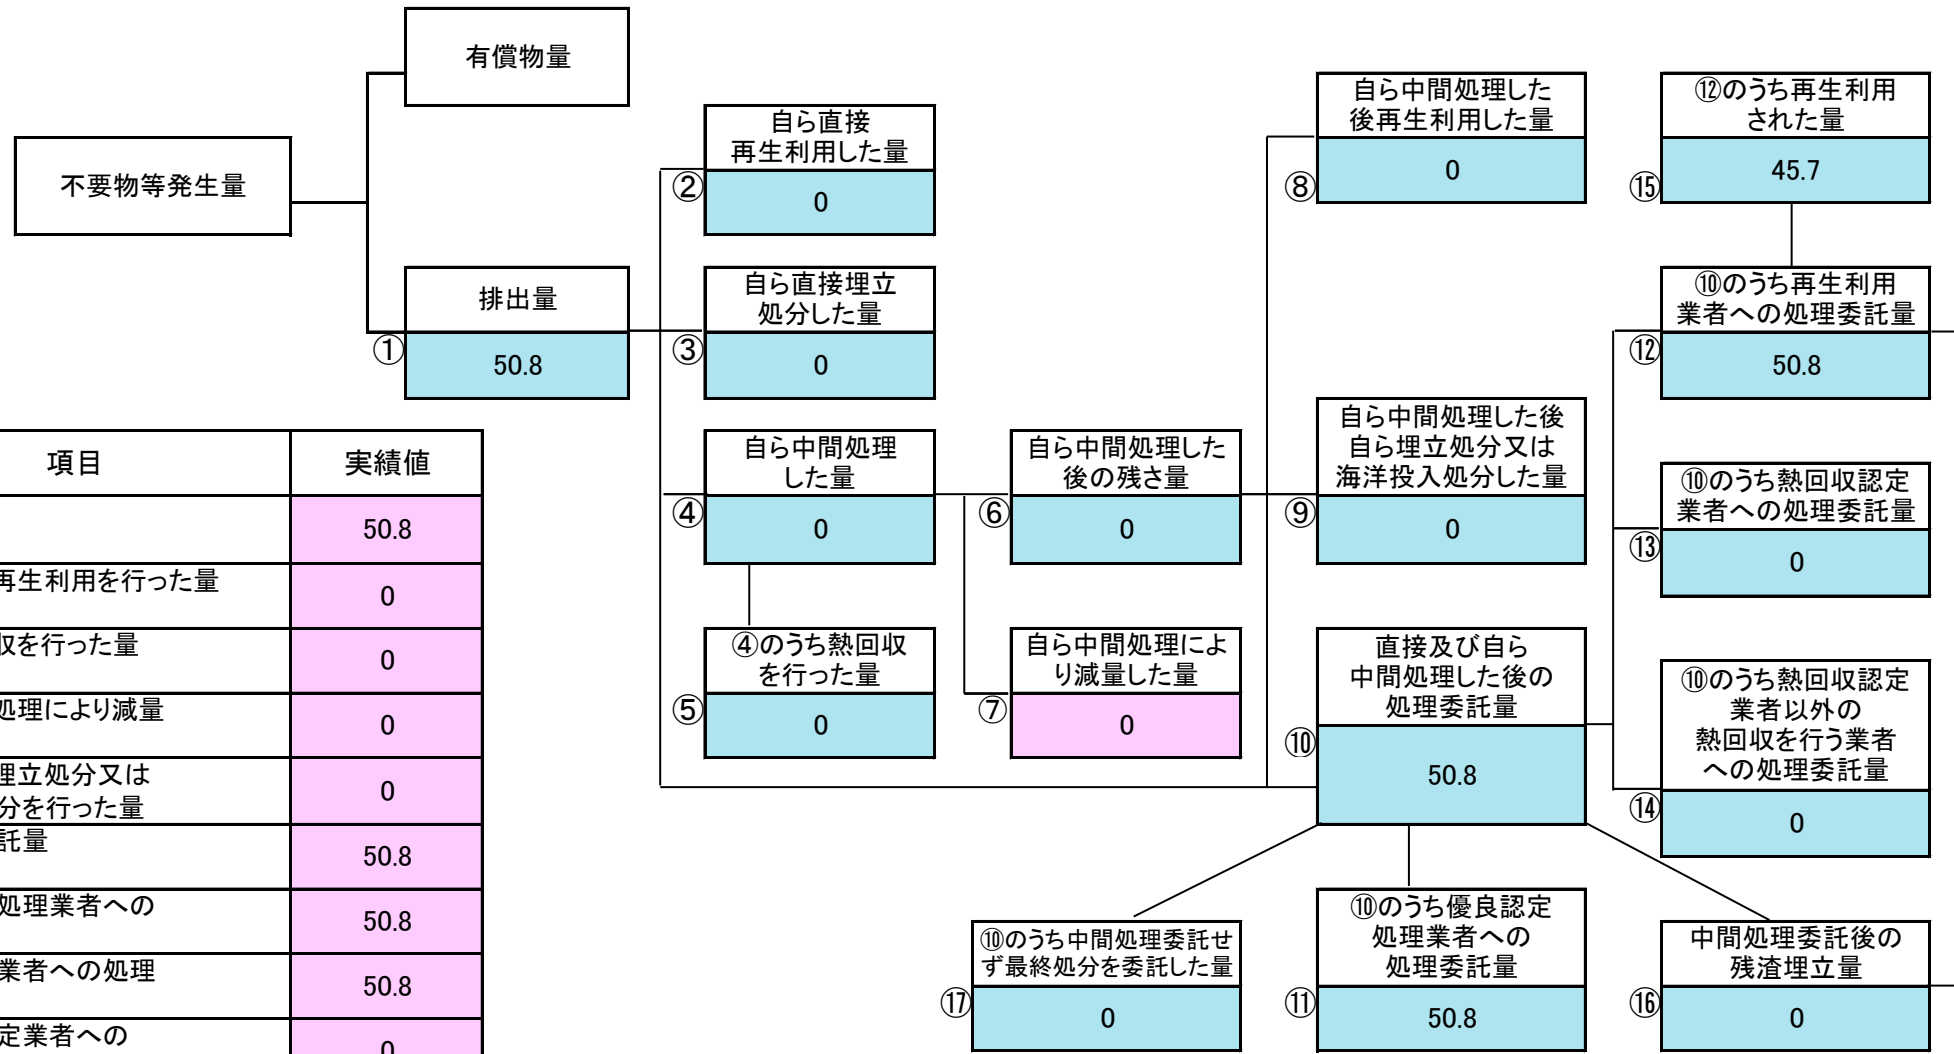 有償物量
不要物等発生量
排出量
①
50.8
自ら直接
再生利用した量
②
0
自ら直接埋立
処分した量
③
0
自ら中間処理
した量
④
0
④のうち熱回収
を行った量
⑤
0
自ら中間処理した
後の残さ量
⑥
0
自ら中間処理によ
り減量した量
⑦
0
自ら中間処理した
後再生利用した量
⑧
0
自ら中間処理した後
自ら埋立処分又は
海洋投入処分した量
⑨
0
直接及び自ら
中間処理した後の
処理委託量
⑩
50.8
⑫のうち再生利用
された量
⑮
45.7
⑩のうち再生利用
業者への処理委託量
⑫
50.8
⑩のうち熱回収認定
業者への処理委託量
⑬
0
⑩のうち熱回収認定
業者以外の
熱回収を行う業者
への処理委託量
⑭
0
⑩のうち中間処理委託せ
ず最終処分を委託した量
⑰
0
⑩のうち優良認定
処理業者への
処理委託量
⑪
50.8
中間処理委託後の
残渣埋立量
⑯
0
項目 実績値
50.8
再生利用を行った量
0
収を行った量
0
処理により減量
0
埋立処分又は
分を行った量
0
託量
50.8
処理業者への
50.8
業者への処理
50.8
定業者への
0